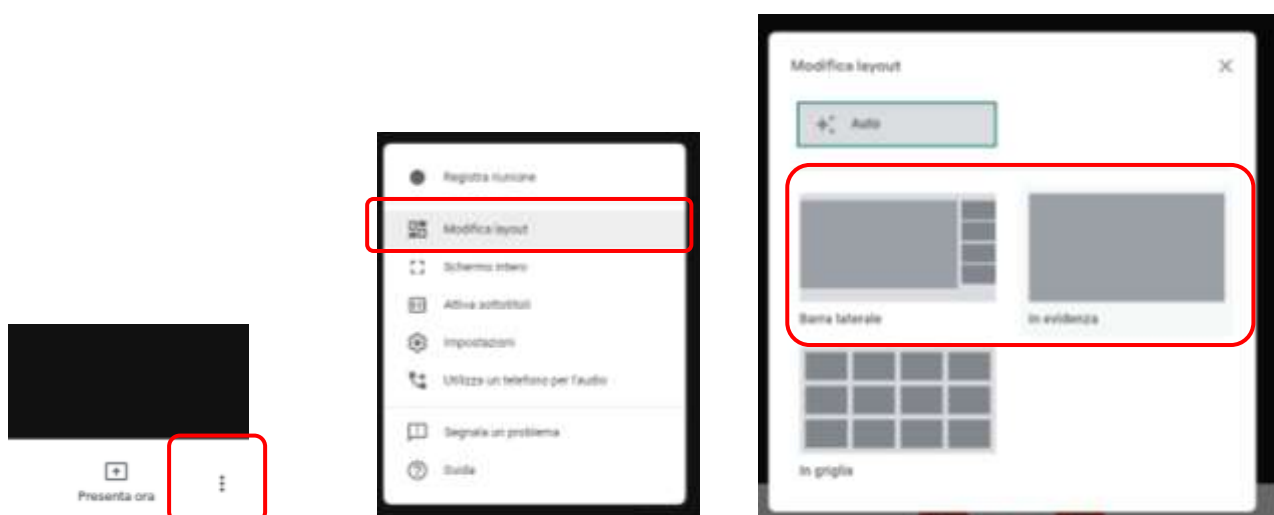 Presenta ora
Registra riunione
Modifica layout
Schermo intero
Attiva sottotitoli
Impostazioni
Utilizza un telefono per l'audio
Segnala un problema
Guida
Modifica layout
Auto
Barra laterale
In evidenza
In griglia